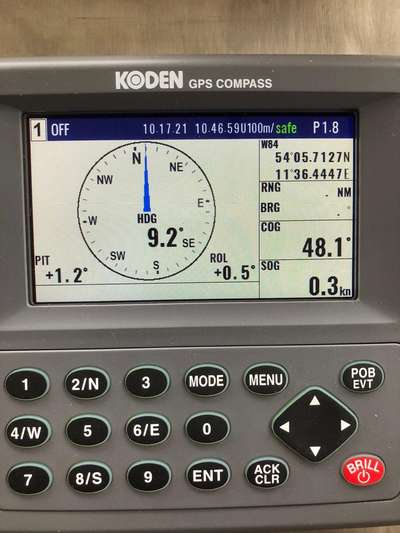 KODEN GPS COMPASS
1 OFF 10.17.21 10.46.59U100m/safe P1.8
W84
54°05.7127N
11°36.4447E
RNG . NM
BRG . °
COG
48.1°
SOG
0.3kn
N
NE
E
SE
S
SW
W
NW
HDG
9.2°
PIT
+1.2°
ROL
+0.5°
1 2/N 3 MODE MENU POB EVT
4/W 5 6/E 0
7 8/S 9 ENT ACK CLR BRILL